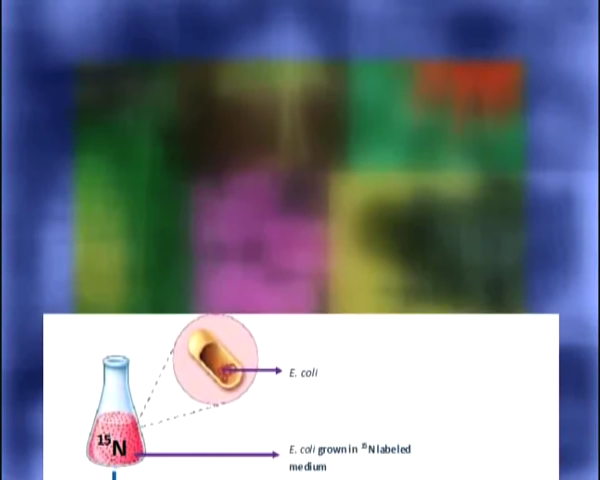 E. coli
¹⁵N
E. coli grown in ¹⁵N labeled
medium